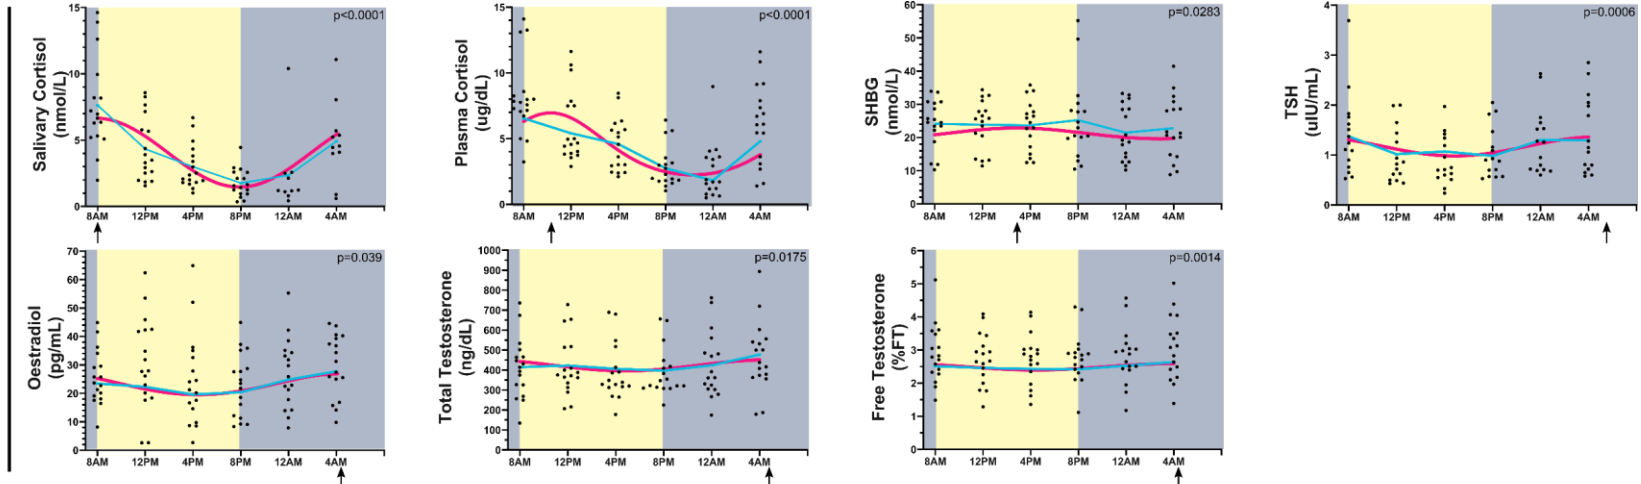 Salivary Cortisol
(nmol/L)
15
10
5
0
p<0.0001
8AM 12PM 4PM 8PM 12AM 4AM
Plasma Cortisol
(ug/dL)
15
10
5
0
p<0.0001
8AM 12PM 4PM 8PM 12AM 4AM
SHBG
(nmol/L)
60
50
40
30
20
10
0
p=0.0283
8AM 12PM 4PM 8PM 12AM 4AM
TSH
(uIU/mL)
4
3
2
1
0
p=0.0006
8AM 12PM 4PM 8PM 12AM 4AM
Oestradiol
(pg/mL)
70
60
50
40
30
20
10
0
p=0.039
8AM 12PM 4PM 8PM 12AM 4AM
Total Testosterone
(ng/dL)
1000
900
800
700
600
500
400
300
200
100
0
p=0.0175
8AM 12PM 4PM 8PM 12AM 4AM
Free Testosterone
(%FT)
6
5
4
3
2
1
0
p=0.0014
8AM 12PM 4PM 8PM 12AM 4AM